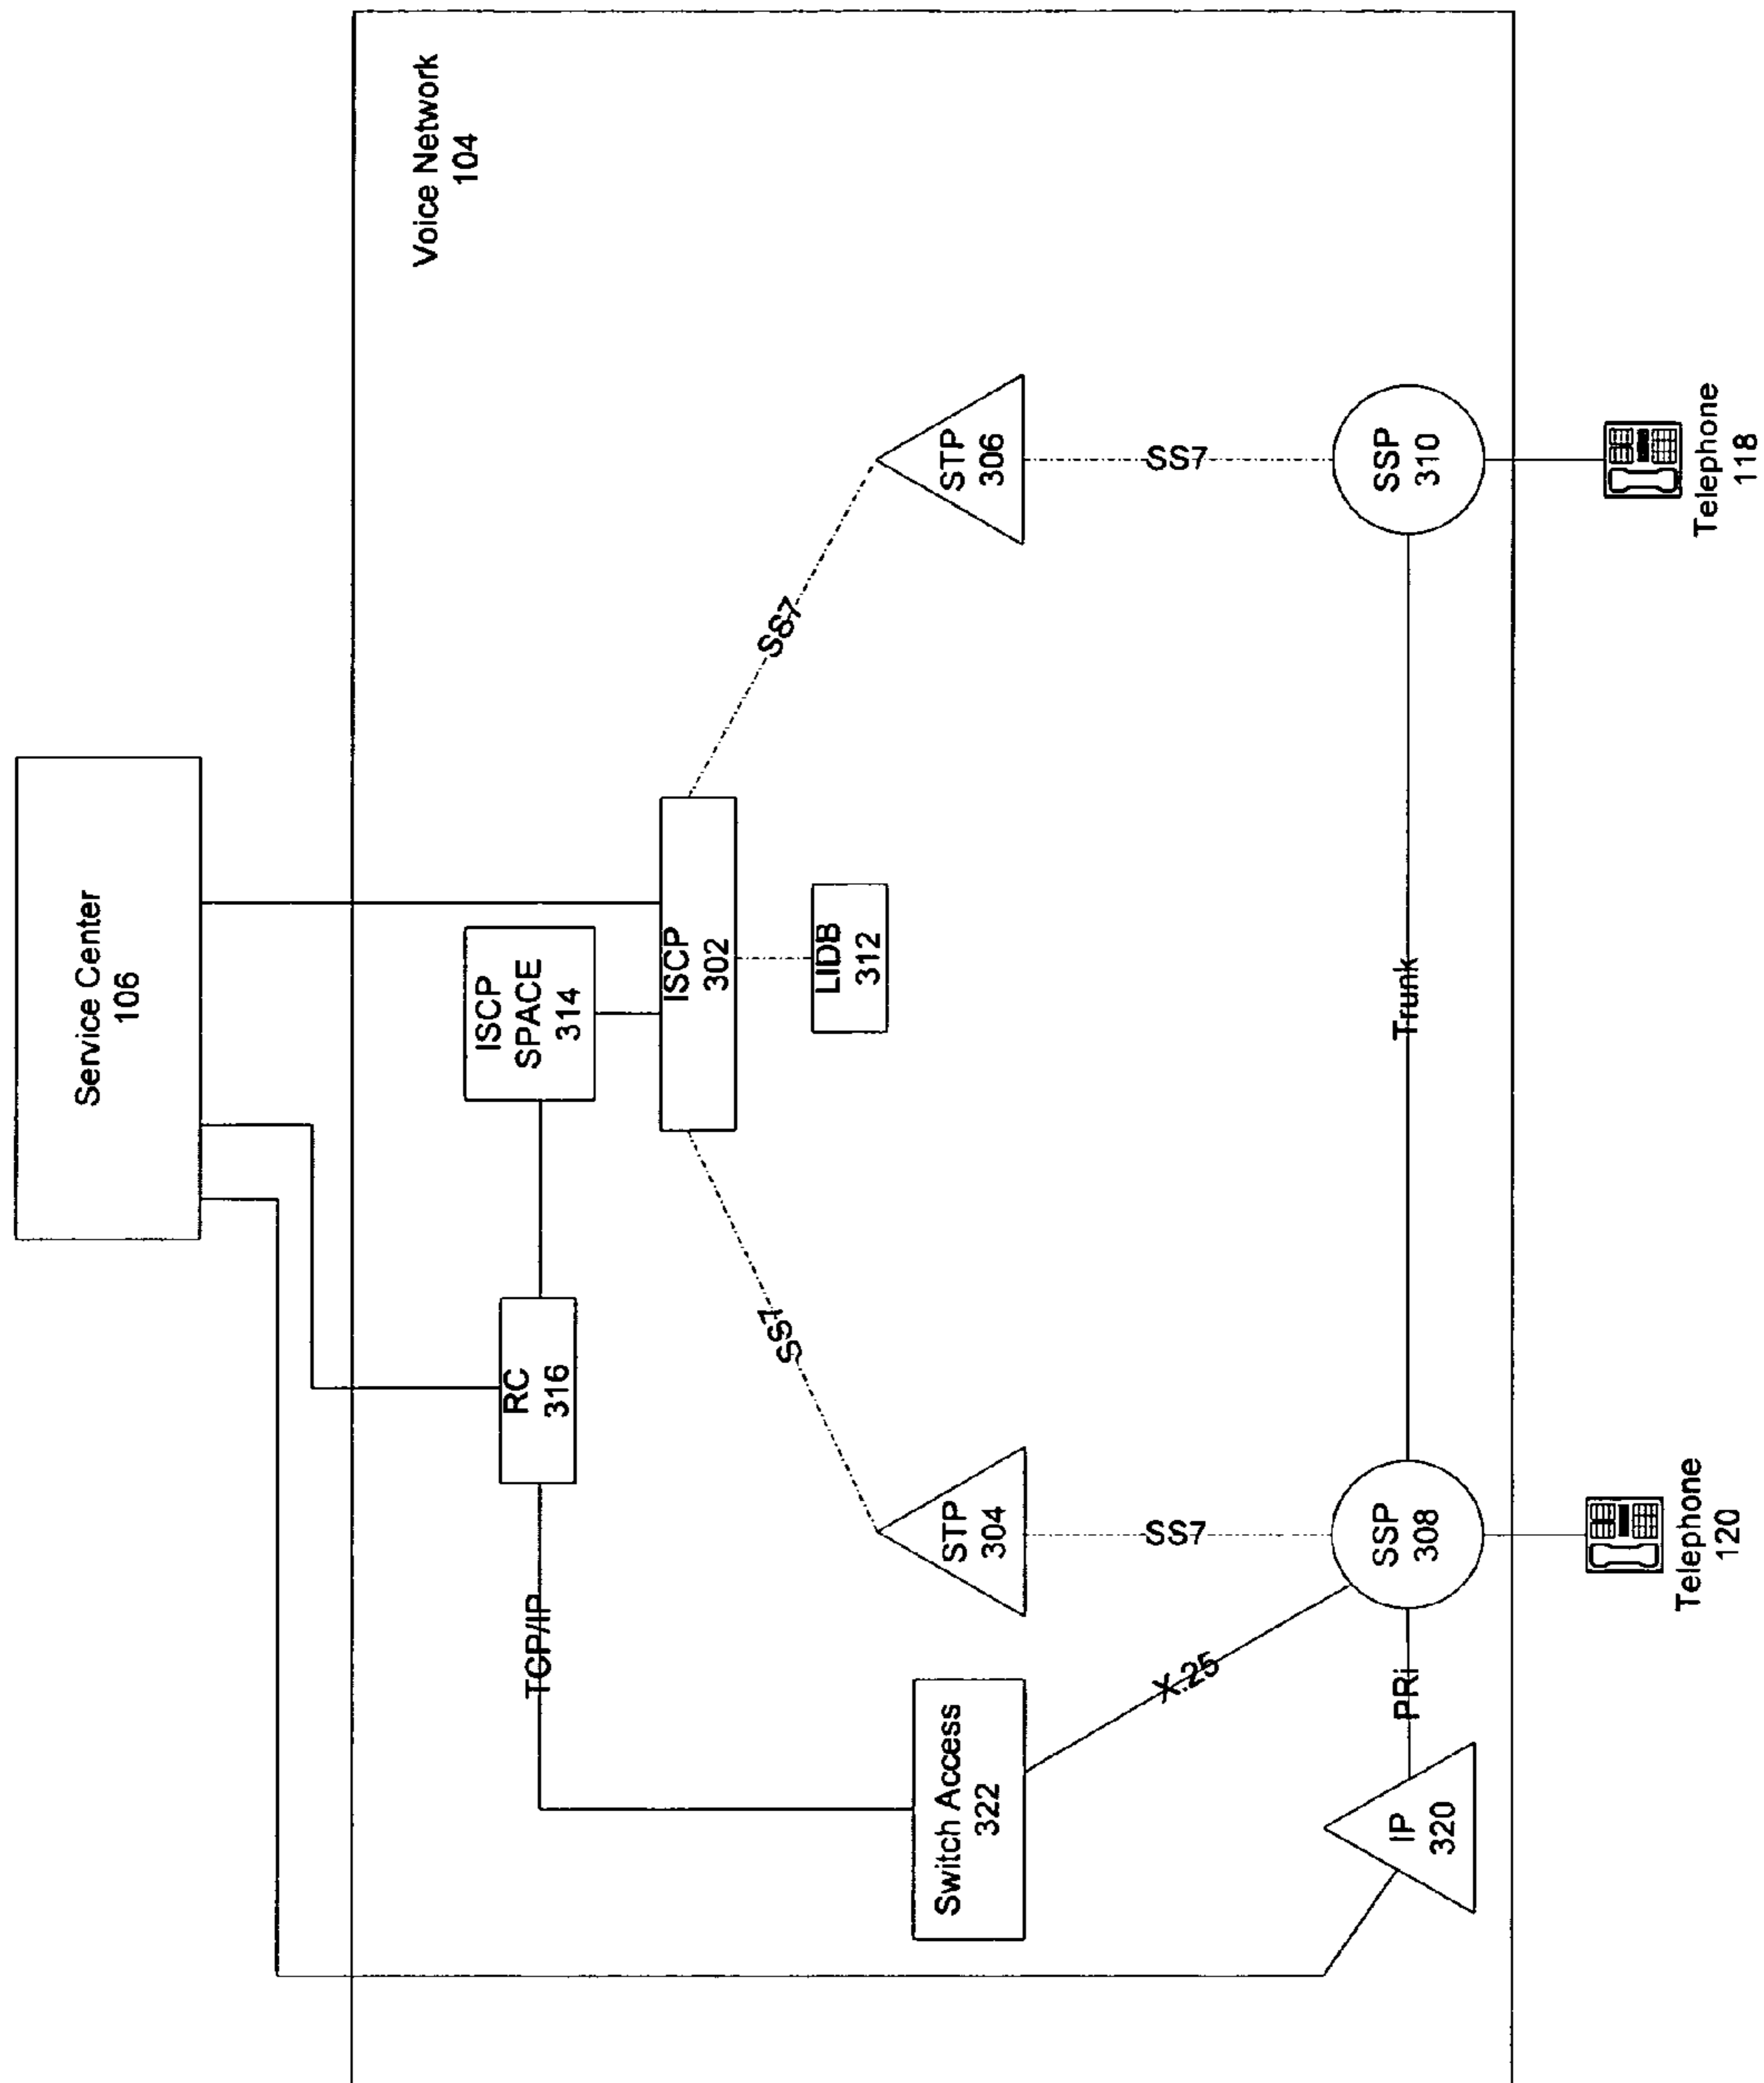 Service Center
106
Voice Network
104
ISCP
SPACE
314
RC
316
ISCP
302
LIDB
312
TCP/IP
SS7
SS7
Switch Access
322
STP
304
STP
306
X.25
SS7
SS7
IP
320
PRi
SSP
308
Trunk
SSP
310
Telephone
120
Telephone
118